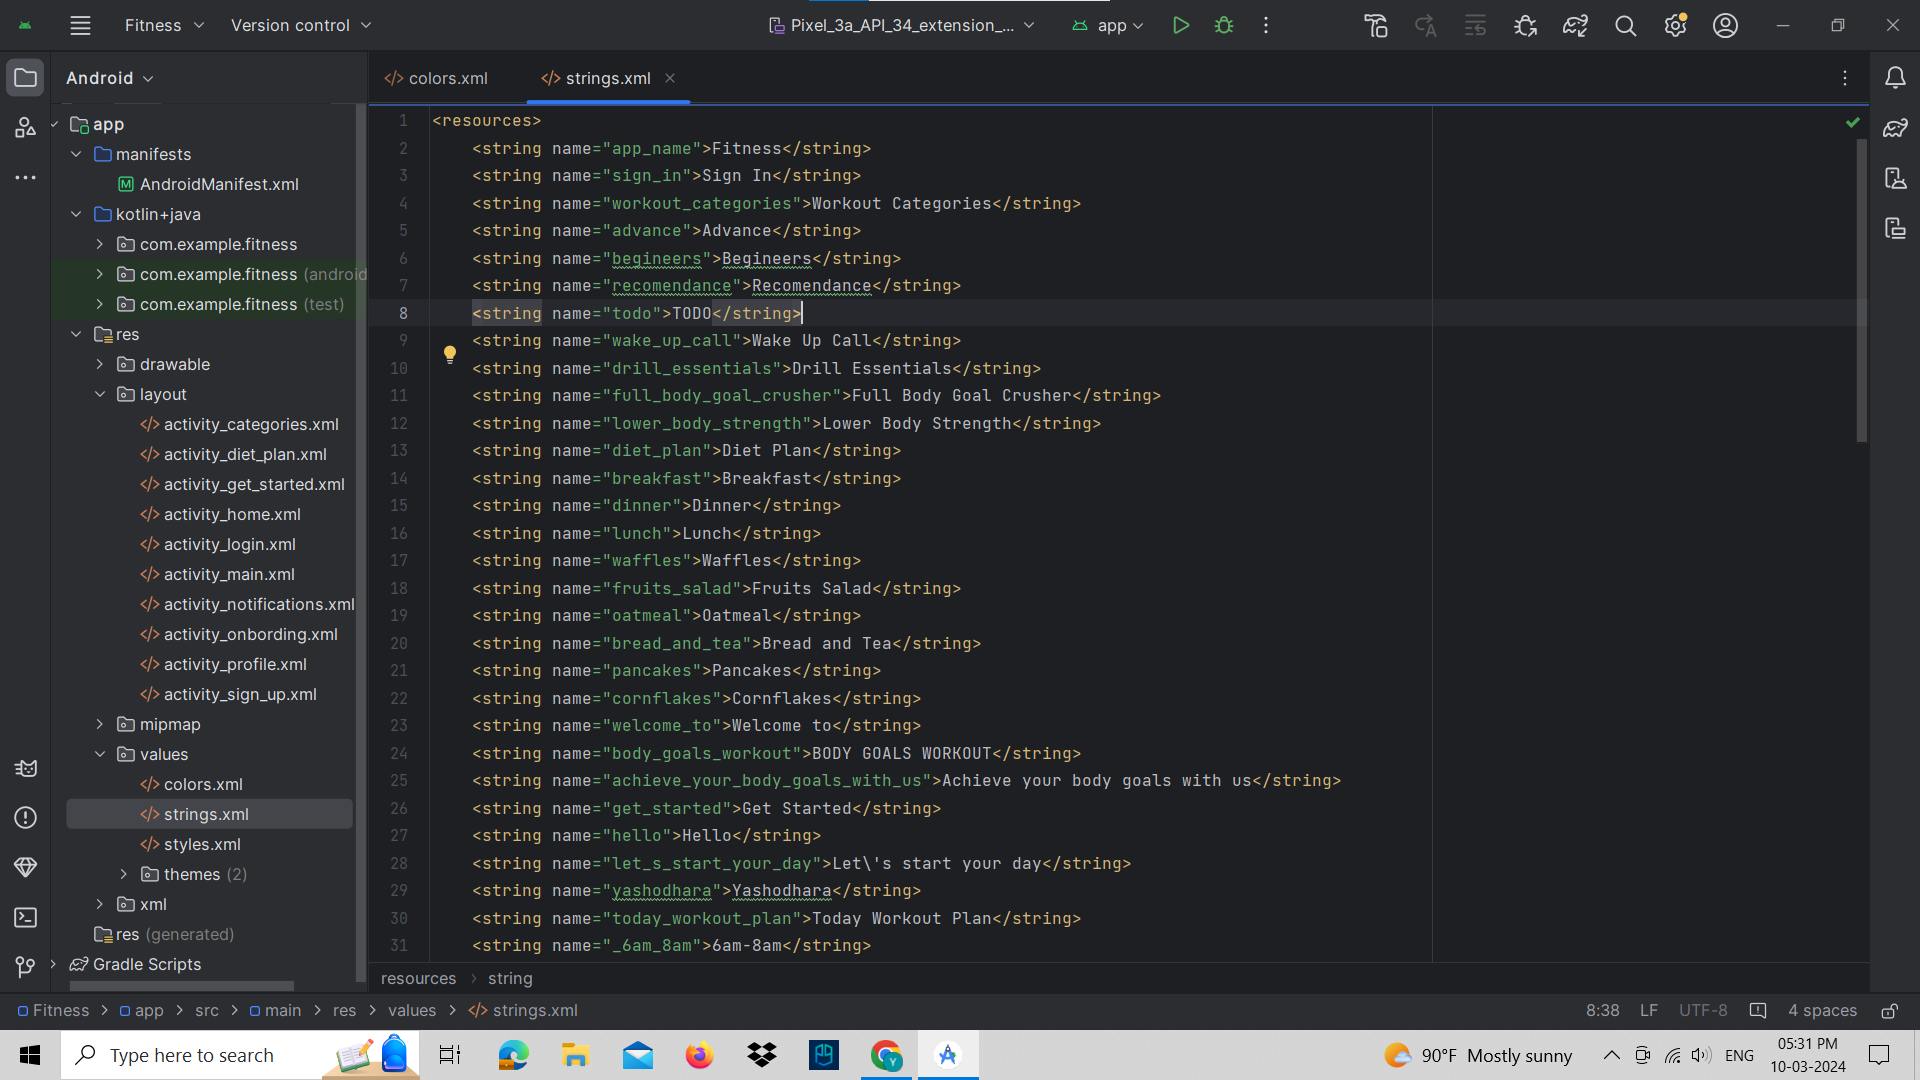 Fitness Version control Pixel_3a_API_34_extension_... app
Android colors.xml strings.xml
app
manifests
AndroidManifest.xml
kotlin+java
com.example.fitness
com.example.fitness (android
com.example.fitness (test)
res
drawable
layout
activity_categories.xml
activity_diet_plan.xml
activity_get_started.xml
activity_home.xml
activity_login.xml
activity_main.xml
activity_notifications.xml
activity_onbording.xml
activity_profile.xml
activity_sign_up.xml
mipmap
values
colors.xml
strings.xml
styles.xml
themes (2)
xml
res (generated)
Gradle Scripts
1 <resources>
2 <string name="app_name">Fitness</string>
3 <string name="sign_in">Sign In</string>
4 <string name="workout_categories">Workout Categories</string>
5 <string name="advance">Advance</string>
6 <string name="begineers">Begineers</string>
7 <string name="recomendance">Recomendance</string>
8 <string name="todo">TODO</string>
9 <string name="wake_up_call">Wake Up Call</string>
10 <string name="drill_essentials">Drill Essentials</string>
11 <string name="full_body_goal_crusher">Full Body Goal Crusher</string>
12 <string name="lower_body_strength">Lower Body Strength</string>
13 <string name="diet_plan">Diet Plan</string>
14 <string name="breakfast">Breakfast</string>
15 <string name="dinner">Dinner</string>
16 <string name="lunch">Lunch</string>
17 <string name="waffles">Waffles</string>
18 <string name="fruits_salad">Fruits Salad</string>
19 <string name="oatmeal">Oatmeal</string>
20 <string name="bread_and_tea">Bread and Tea</string>
21 <string name="pancakes">Pancakes</string>
22 <string name="cornflakes">Cornflakes</string>
23 <string name="welcome_to">Welcome to</string>
24 <string name="body_goals_workout">BODY GOALS WORKOUT</string>
25 <string name="achieve_your_body_goals_with_us">Achieve your body goals with us</string>
26 <string name="get_started">Get Started</string>
27 <string name="hello">Hello</string>
28 <string name="let_s_start_your_day">Let\'s start your day</string>
29 <string name="yashodhara">Yashodhara</string>
30 <string name="today_workout_plan">Today Workout Plan</string>
31 <string name="_6am_8am">6am-8am</string>
resources > string
Fitness > app > src > main > res > values > strings.xml 8:38 LF UTF-8 4 spaces
Type here to search 90°F Mostly sunny ENG 05:31 PM
10-03-2024